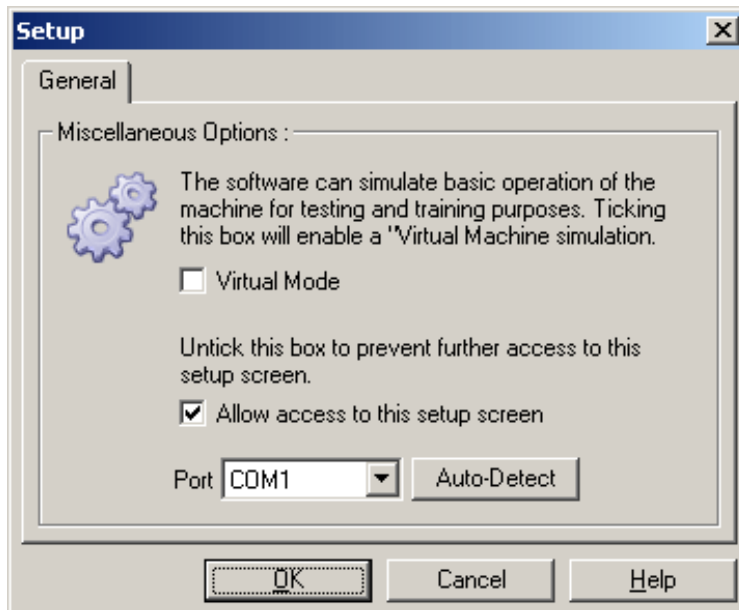 Setup
General
Miscellaneous Options :
The software can simulate basic operation of the
machine for testing and training purposes. Ticking
this box will enable a "Virtual Machine simulation.
Virtual Mode
Untick this box to prevent further access to this
setup screen.
Allow access to this setup screen
Port COM1 Auto-Detect
OK Cancel Help